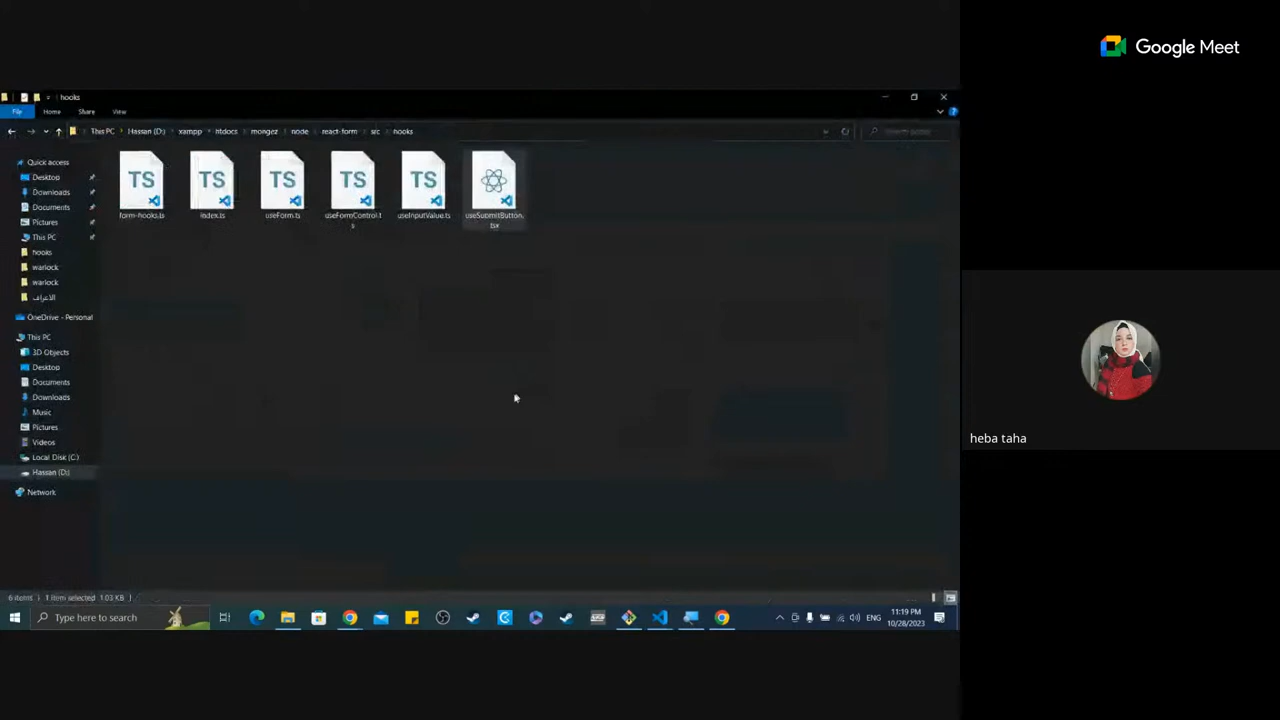 Google Meet
hooks
File
Home
Share
View
This PC
Hassan (D:)
xampp
htdocs
mongez
node
react-form
src
hooks
Quick access
Desktop
Downloads
Documents
Pictures
This PC
hooks
warlock
warlock
الاعراف
OneDrive - Personal
This PC
3D Objects
Desktop
Documents
Downloads
Music
Pictures
Videos
Local Disk (C:)
Hassan (D:)
Network
TS
form-hooks.ts
TS
index.ts
TS
useForm.ts
TS
useFormControl.t
s
TS
useInputValue.ts
useSubmitButton.
tsx
heba taha
6 items
1 item selected
1.03 KB
Type here to search
ENG
11:19 PM
10/28/2023